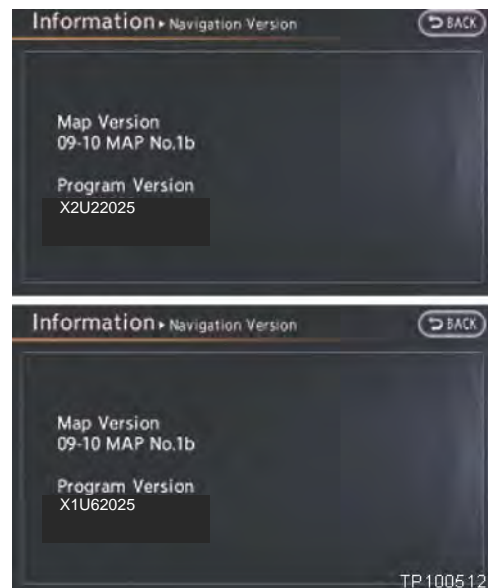 Information ▸ Navigation Version
BACK
Map Version
09-10 MAP No.1b
Program Version
X2U22025
Information ▸ Navigation Version
BACK
Map Version
09-10 MAP No.1b
Program Version
X1U62025
TP100512